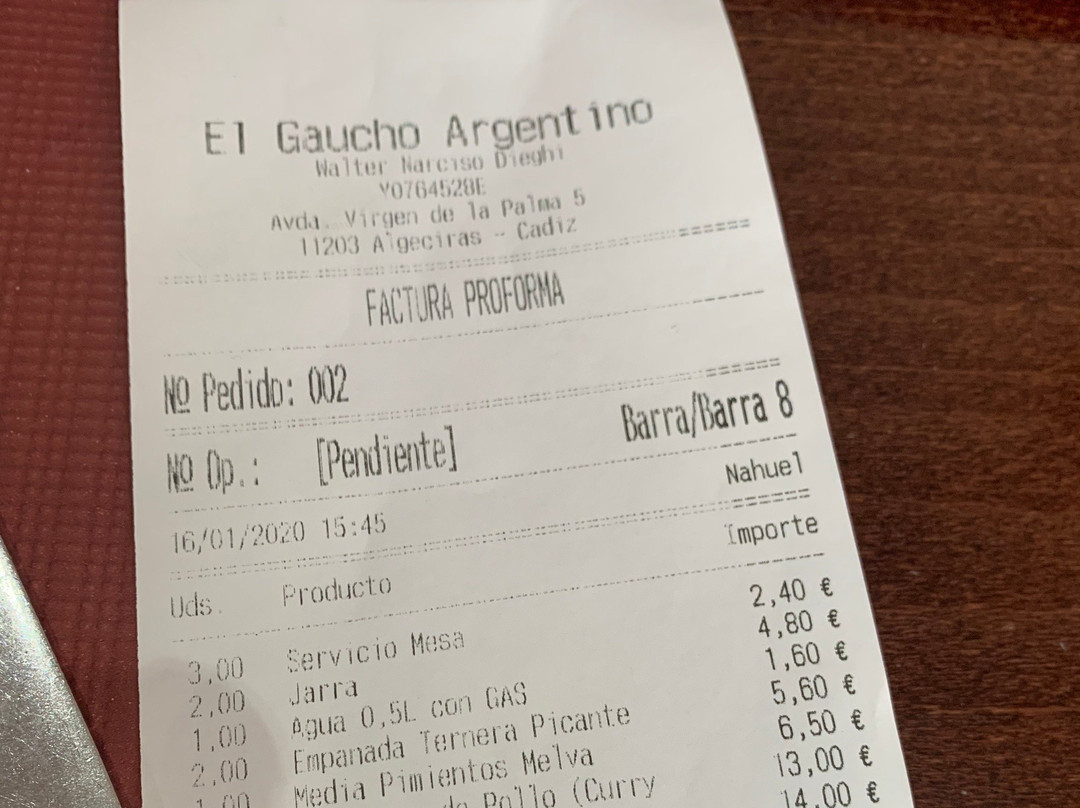 El Gaucho Argentino
Walter Narciso Dieghi
Y0764528E
Avda. Virgen de la Palma 5
11203 Algeciras - Cadiz
FACTURA PROFORMA
Nº Pedido: 002
Nº Op.: [Pendiente] Barra/Barra 8
Nahuel
16/01/2020 15:45
Uds. Producto Importe
3,00 Servicio Mesa 2,40 €
2,00 Jarra 4,80 €
1,00 Agua 0,5L con GAS 1,60 €
2,00 Empanada Ternera Picante 5,60 €
1,00 Media Pimientos Melva 6,50 €
de Pollo (Curry 13,00 €
14,00 €